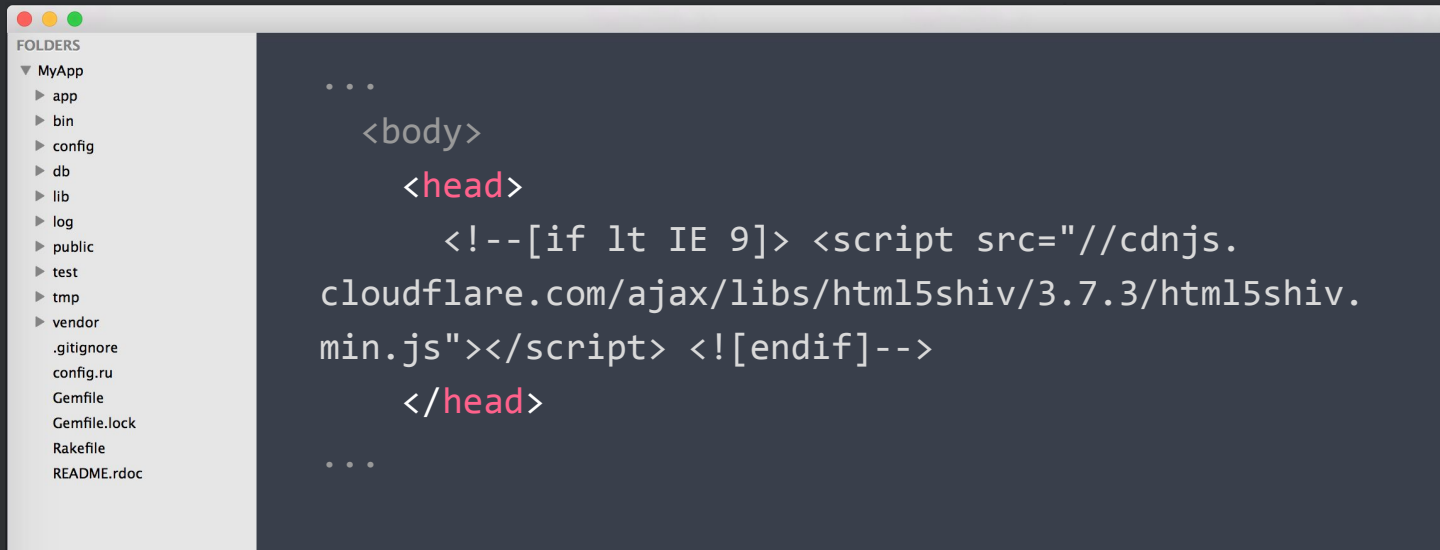 FOLDERS
MyApp
app
bin
config
db
lib
log
public
test
tmp
vendor
.gitignore
config.ru
Gemfile
Gemfile.lock
Rakefile
README.rdoc
...
<body>
<head>
<!--[if lt IE 9]> <script src="//cdnjs.
cloudflare.com/ajax/libs/html5shiv/3.7.3/html5shiv.
min.js"></script> <![endif]-->
</head>
...